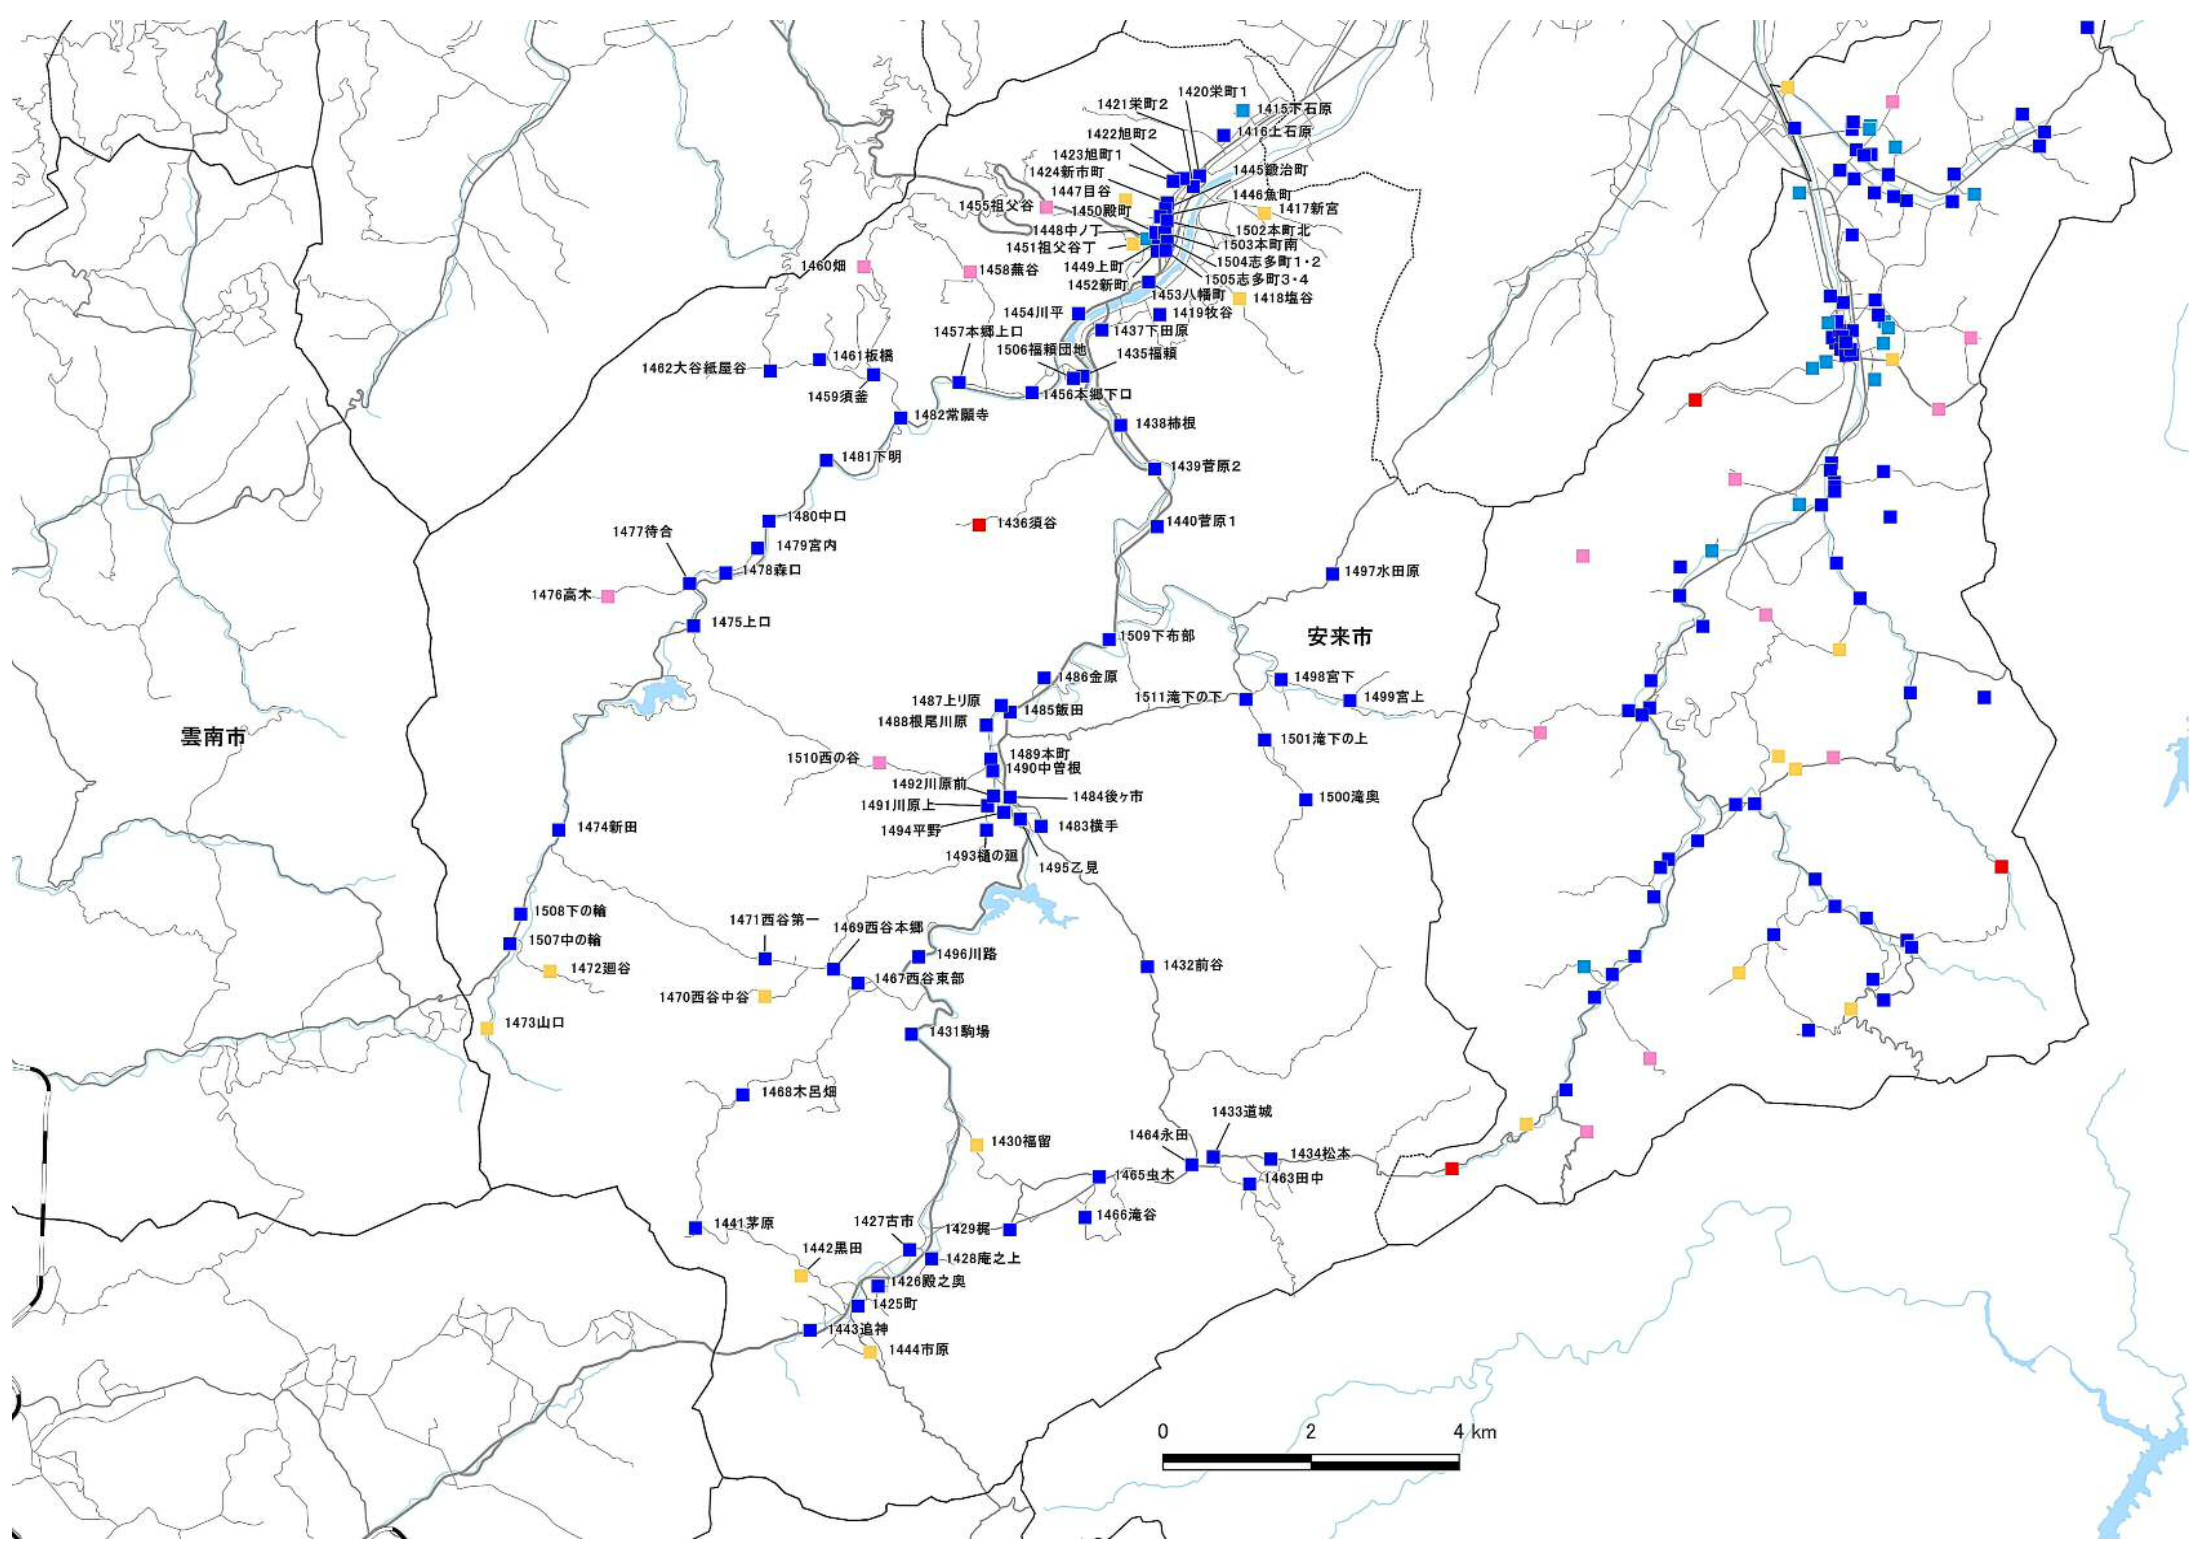 1420栄町1
1421栄町2
1415下石原
1422旭町2
1416上石原
1423旭町1
1424新市町
1445鍛治町
1447目谷
1446魚町
1455祖父谷
1450殿町
1417新宮
1448中ノ丁
1502本町北
1451祖父谷丁
1503本町南
1504志多町1・2
1449上町
1460畑
1458蕪谷
1505志多町3・4
1452新町
1453八幡町
1418塩谷
1454川平
1419牧谷
1457本郷上口
1437下田原
1506福頼団地
1435福頼
1461板橋
1462大谷紙屋谷
1459須釜
1456本郷下口
1482常願寺
1438柿根
1481下明
1439菅原2
1480中口
1436須谷
1440菅原1
1477待合
1479宮内
1478森口
1497水田原
1476高木
1475上口
1509下布部
安来市
1486金原
1498宮下
1487上リ原
1511滝下の下
1499宮上
1485飯田
1488根尾川原
雲南市
1501滝下の上
1489本町
1510西の谷
1490中曽根
1492川原前
1484後ヶ市
1500滝奥
1491川原上
1474新田
1494平野
1483横手
1493樋の廻
1495乙見
1508下の輪
1471西谷第一
1469西谷本郷
1507中の輪
1496川路
1472廻谷
1432前谷
1467西谷東部
1470西谷中谷
1473山口
1431駒場
1468木呂畑
1433道城
1430福留
1464永田
1434松本
1465虫木
1463田中
1466滝谷
1441茅原
1427古市
1429梶
1442黒田
1428庵之上
1426殿之奥
1425町
1443追神
1444市原
0 2 4 km